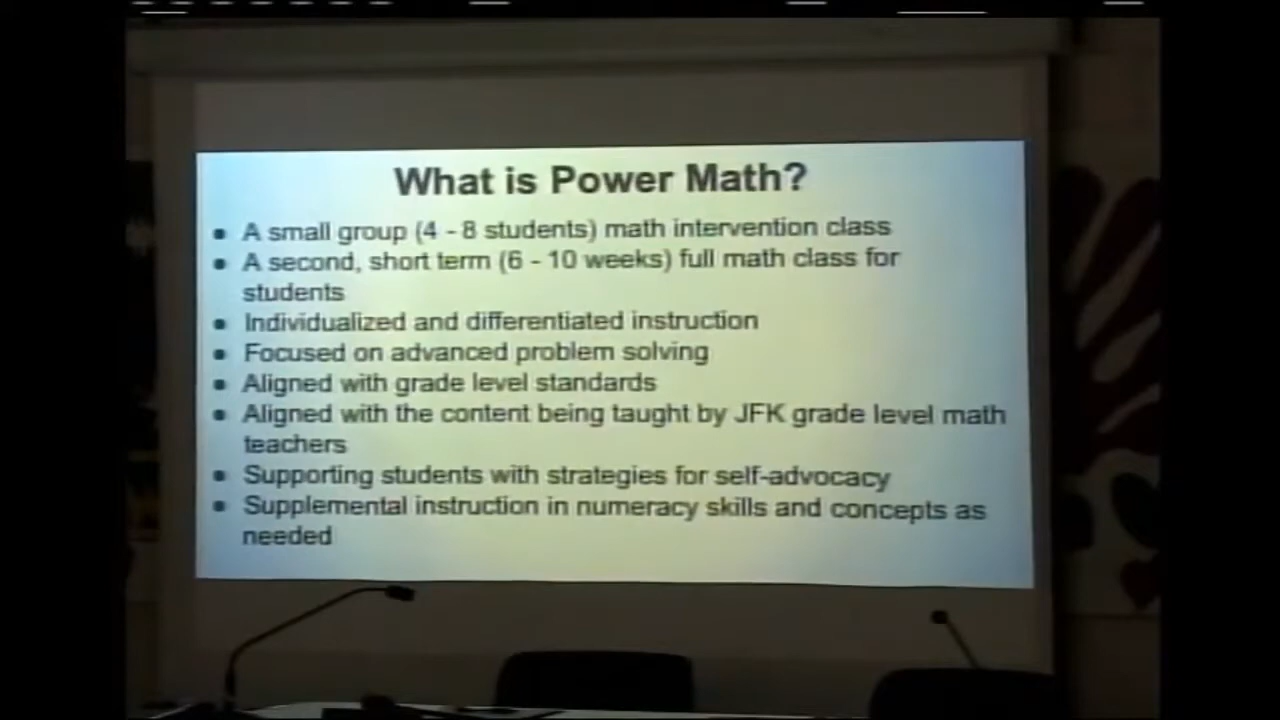 What is Power Math?
• A small group (4 - 8 students) math intervention class
• A second, short term (6 - 10 weeks) full math class for
students
• Individualized and differentiated instruction
• Focused on advanced problem solving
• Aligned with grade level standards
• Aligned with the content being taught by JFK grade level math
teachers
• Supporting students with strategies for self-advocacy
• Supplemental instruction in numeracy skills and concepts as
needed